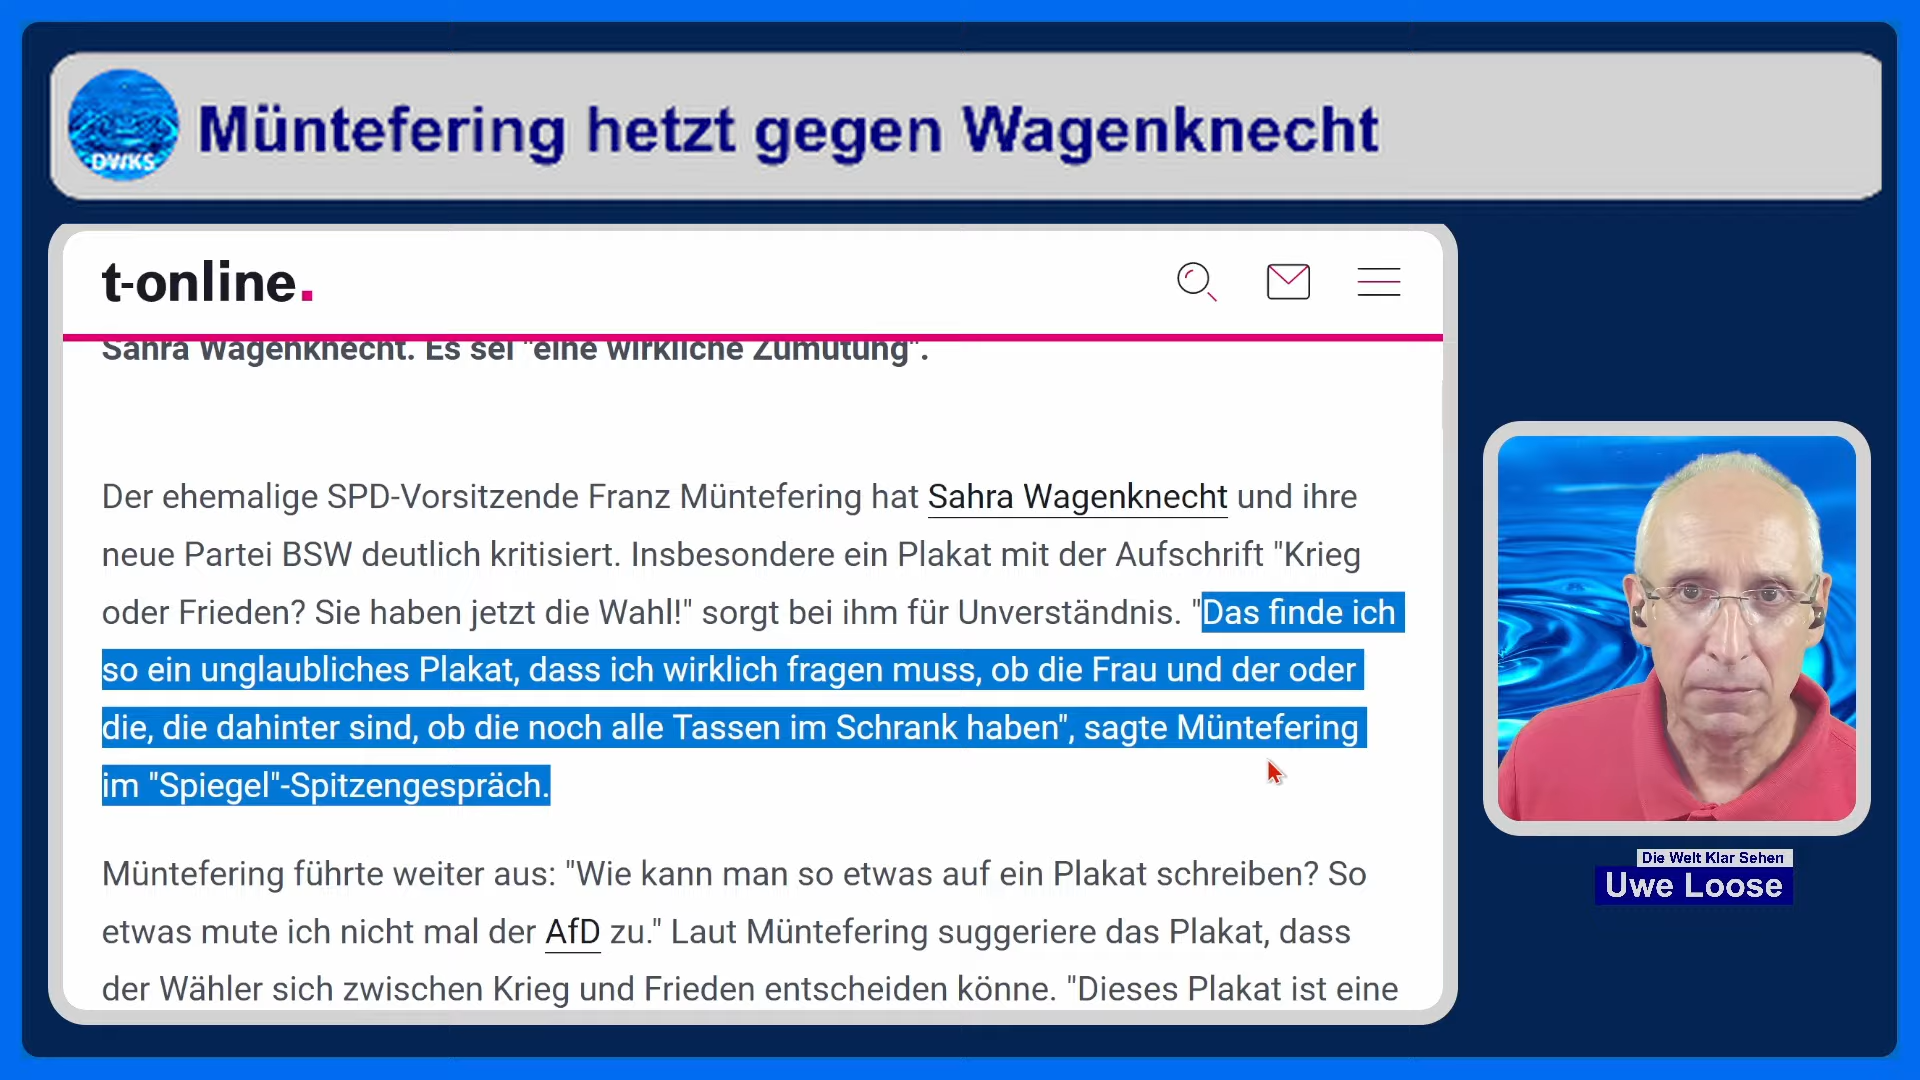 DWKS
Müntefering hetzt gegen Wagenknecht
t-online.
Sahra Wagenknecht. Es sei "eine wirkliche Zumutung".
Der ehemalige SPD-Vorsitzende Franz Müntefering hat Sahra Wagenknecht und ihre
neue Partei BSW deutlich kritisiert. Insbesondere ein Plakat mit der Aufschrift "Krieg
oder Frieden? Sie haben jetzt die Wahl!" sorgt bei ihm für Unverständnis. "Das finde ich
so ein unglaubliches Plakat, dass ich wirklich fragen muss, ob die Frau und der oder
die, die dahinter sind, ob die noch alle Tassen im Schrank haben", sagte Müntefering
im "Spiegel"-Spitzengespräch.
Müntefering führte weiter aus: "Wie kann man so etwas auf ein Plakat schreiben? So
etwas mute ich nicht mal der AfD zu." Laut Müntefering suggeriere das Plakat, dass
der Wähler sich zwischen Krieg und Frieden entscheiden könne. "Dieses Plakat ist eine
Die Welt Klar Sehen
Uwe Loose